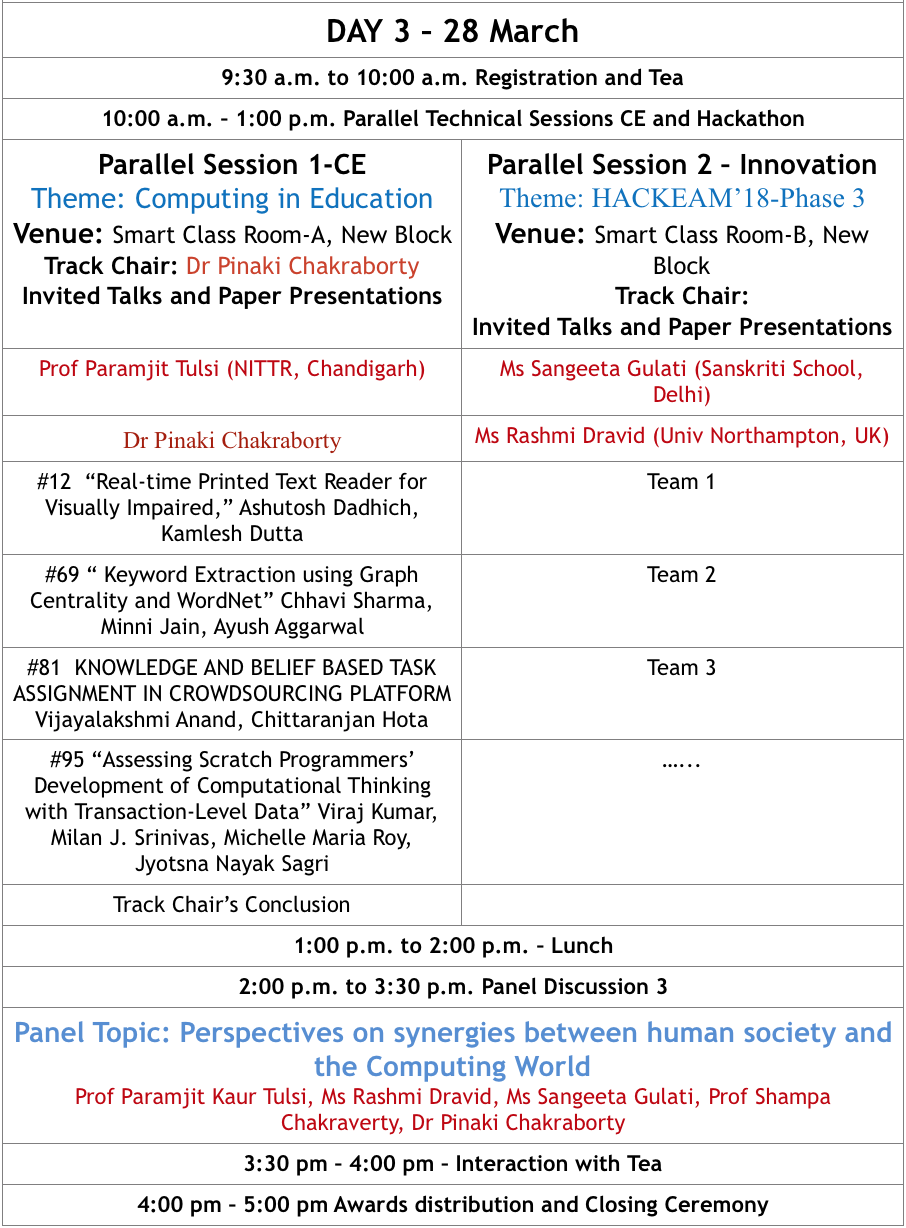 DAY 3 – 28 March
9:30 a.m. to 10:00 a.m. Registration and Tea
10:00 a.m. – 1:00 p.m. Parallel Technical Sessions CE and Hackathon
Parallel Session 1-CE
Theme: Computing in Education
Venue: Smart Class Room-A, New Block
Track Chair: Dr Pinaki Chakraborty
Invited Talks and Paper Presentations
Parallel Session 2 – Innovation
Theme: HACKEAM’18-Phase 3
Venue: Smart Class Room-B, New
Block
Track Chair:
Invited Talks and Paper Presentations
Prof Paramjit Tulsi (NITTR, Chandigarh)
Ms Sangeeta Gulati (Sanskriti School,
Delhi)
Dr Pinaki Chakraborty
Ms Rashmi Dravid (Univ Northampton, UK)
#12  “Real-time Printed Text Reader for
Visually Impaired,” Ashutosh Dadhich,
Kamlesh Dutta
Team 1
#69 “ Keyword Extraction using Graph
Centrality and WordNet” Chhavi Sharma,
Minni Jain, Ayush Aggarwal
Team 2
#81  KNOWLEDGE AND BELIEF BASED TASK
ASSIGNMENT IN CROWDSOURCING PLATFORM
Vijayalakshmi Anand, Chittaranjan Hota
Team 3
#95 “Assessing Scratch Programmers’
Development of Computational Thinking
with Transaction-Level Data” Viraj Kumar,
Milan J. Srinivas, Michelle Maria Roy,
Jyotsna Nayak Sagri
…...
Track Chair’s Conclusion
1:00 p.m. to 2:00 p.m. – Lunch
2:00 p.m. to 3:30 p.m. Panel Discussion 3
Panel Topic: Perspectives on synergies between human society and
the Computing World
Prof Paramjit Kaur Tulsi, Ms Rashmi Dravid, Ms Sangeeta Gulati, Prof Shampa
Chakraverty, Dr Pinaki Chakraborty
3:30 pm – 4:00 pm – Interaction with Tea
4:00 pm – 5:00 pm Awards distribution and Closing Ceremony